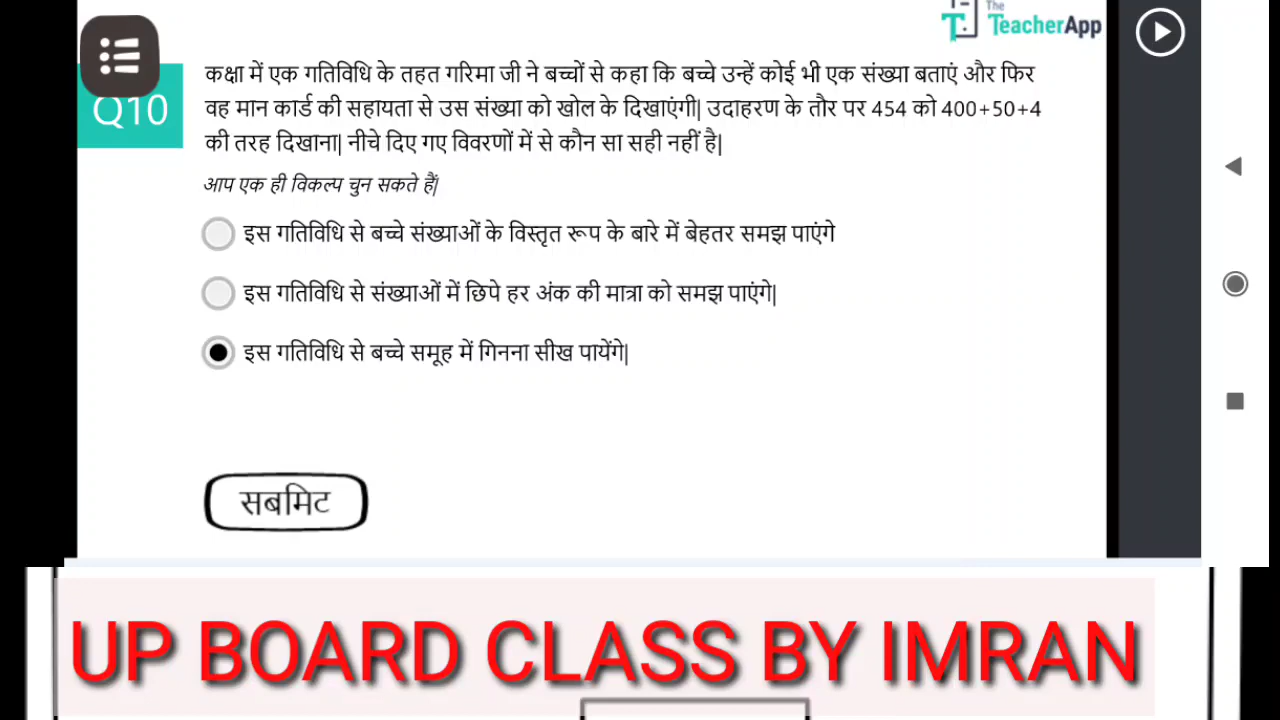 The
TeacherApp
Q10
कक्षा में एक गतिविधि के तहत गरिमा जी ने बच्चों से कहा कि बच्चे उन्हें कोई भी एक संख्या बताएं और फिर
वह मान कार्ड की सहायता से उस संख्या को खोल के दिखाएंगी| उदाहरण के तौर पर 454 को 400+50+4
की तरह दिखाना| नीचे दिए गए विवरणों में से कौन सा सही नहीं है|
आप एक ही विकल्प चुन सकते हैं|
इस गतिविधि से बच्चे संख्याओं के विस्तृत रूप के बारे में बेहतर समझ पाएंगे
इस गतिविधि से संख्याओं में छिपे हर अंक की मात्रा को समझ पाएंगे|
इस गतिविधि से बच्चे समूह में गिनना सीख पायेंगे|
सबमिट
UP BOARD CLASS BY IMRAN